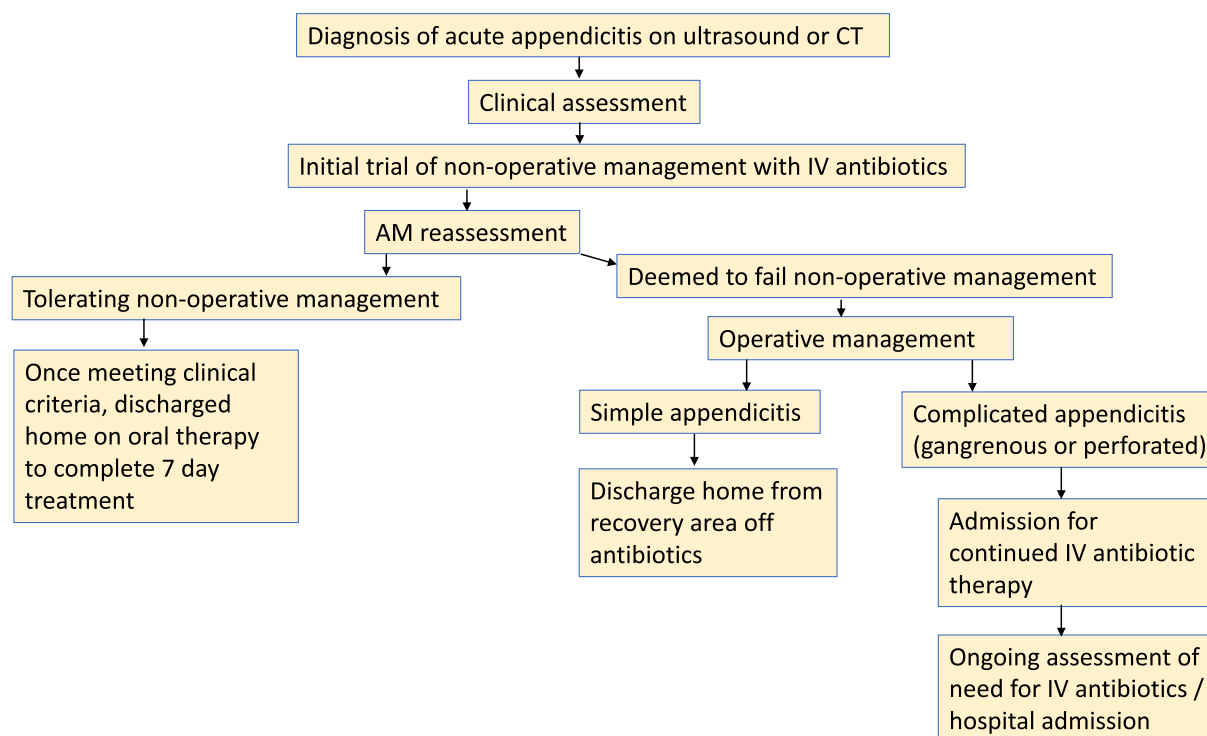 Diagnosis of acute appendicitis on ultrasound or CT
Clinical assessment
Initial trial of non-operative management with IV antibiotics
AM reassessment
Tolerating non-operative management
Deemed to fail non-operative management
Once meeting clinical
criteria, discharged
home on oral therapy
to complete 7 day
treatment
Operative management
Simple appendicitis
Discharge home from
recovery area off
antibiotics
Complicated appendicitis
(gangrenous or perforated)
Admission for
continued IV antibiotic
therapy
Ongoing assessment of
need for IV antibiotics /
hospital admission